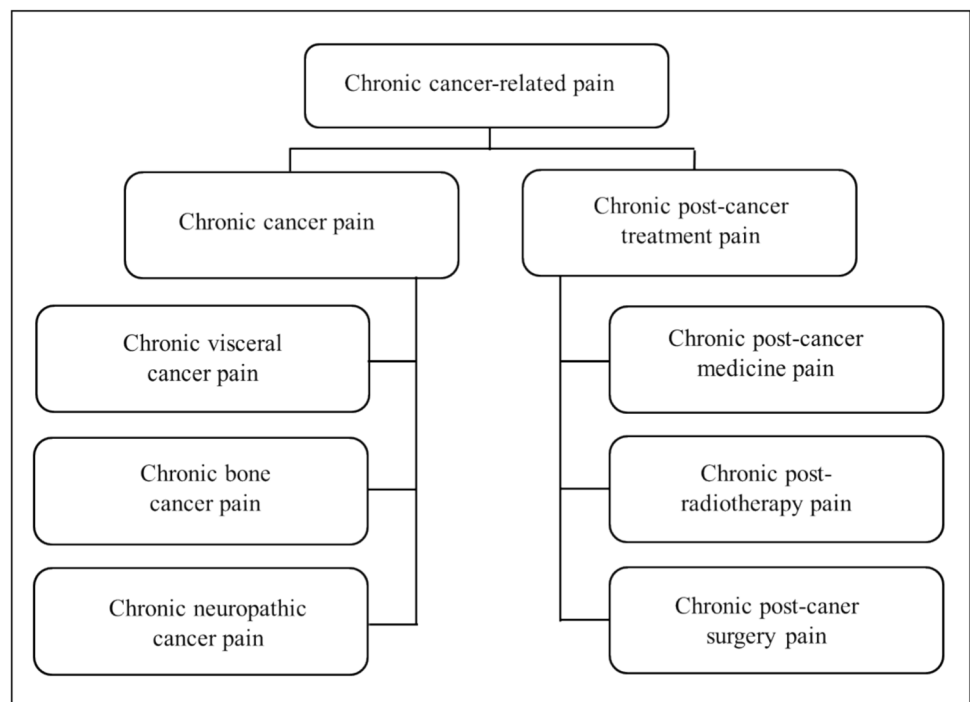 Chronic cancer-related pain
Chronic cancer pain
Chronic post-cancer
treatment pain
Chronic visceral
cancer pain
Chronic bone
cancer pain
Chronic neuropathic
cancer pain
Chronic post-cancer
medicine pain
Chronic post-
radiotherapy pain
Chronic post-caner
surgery pain